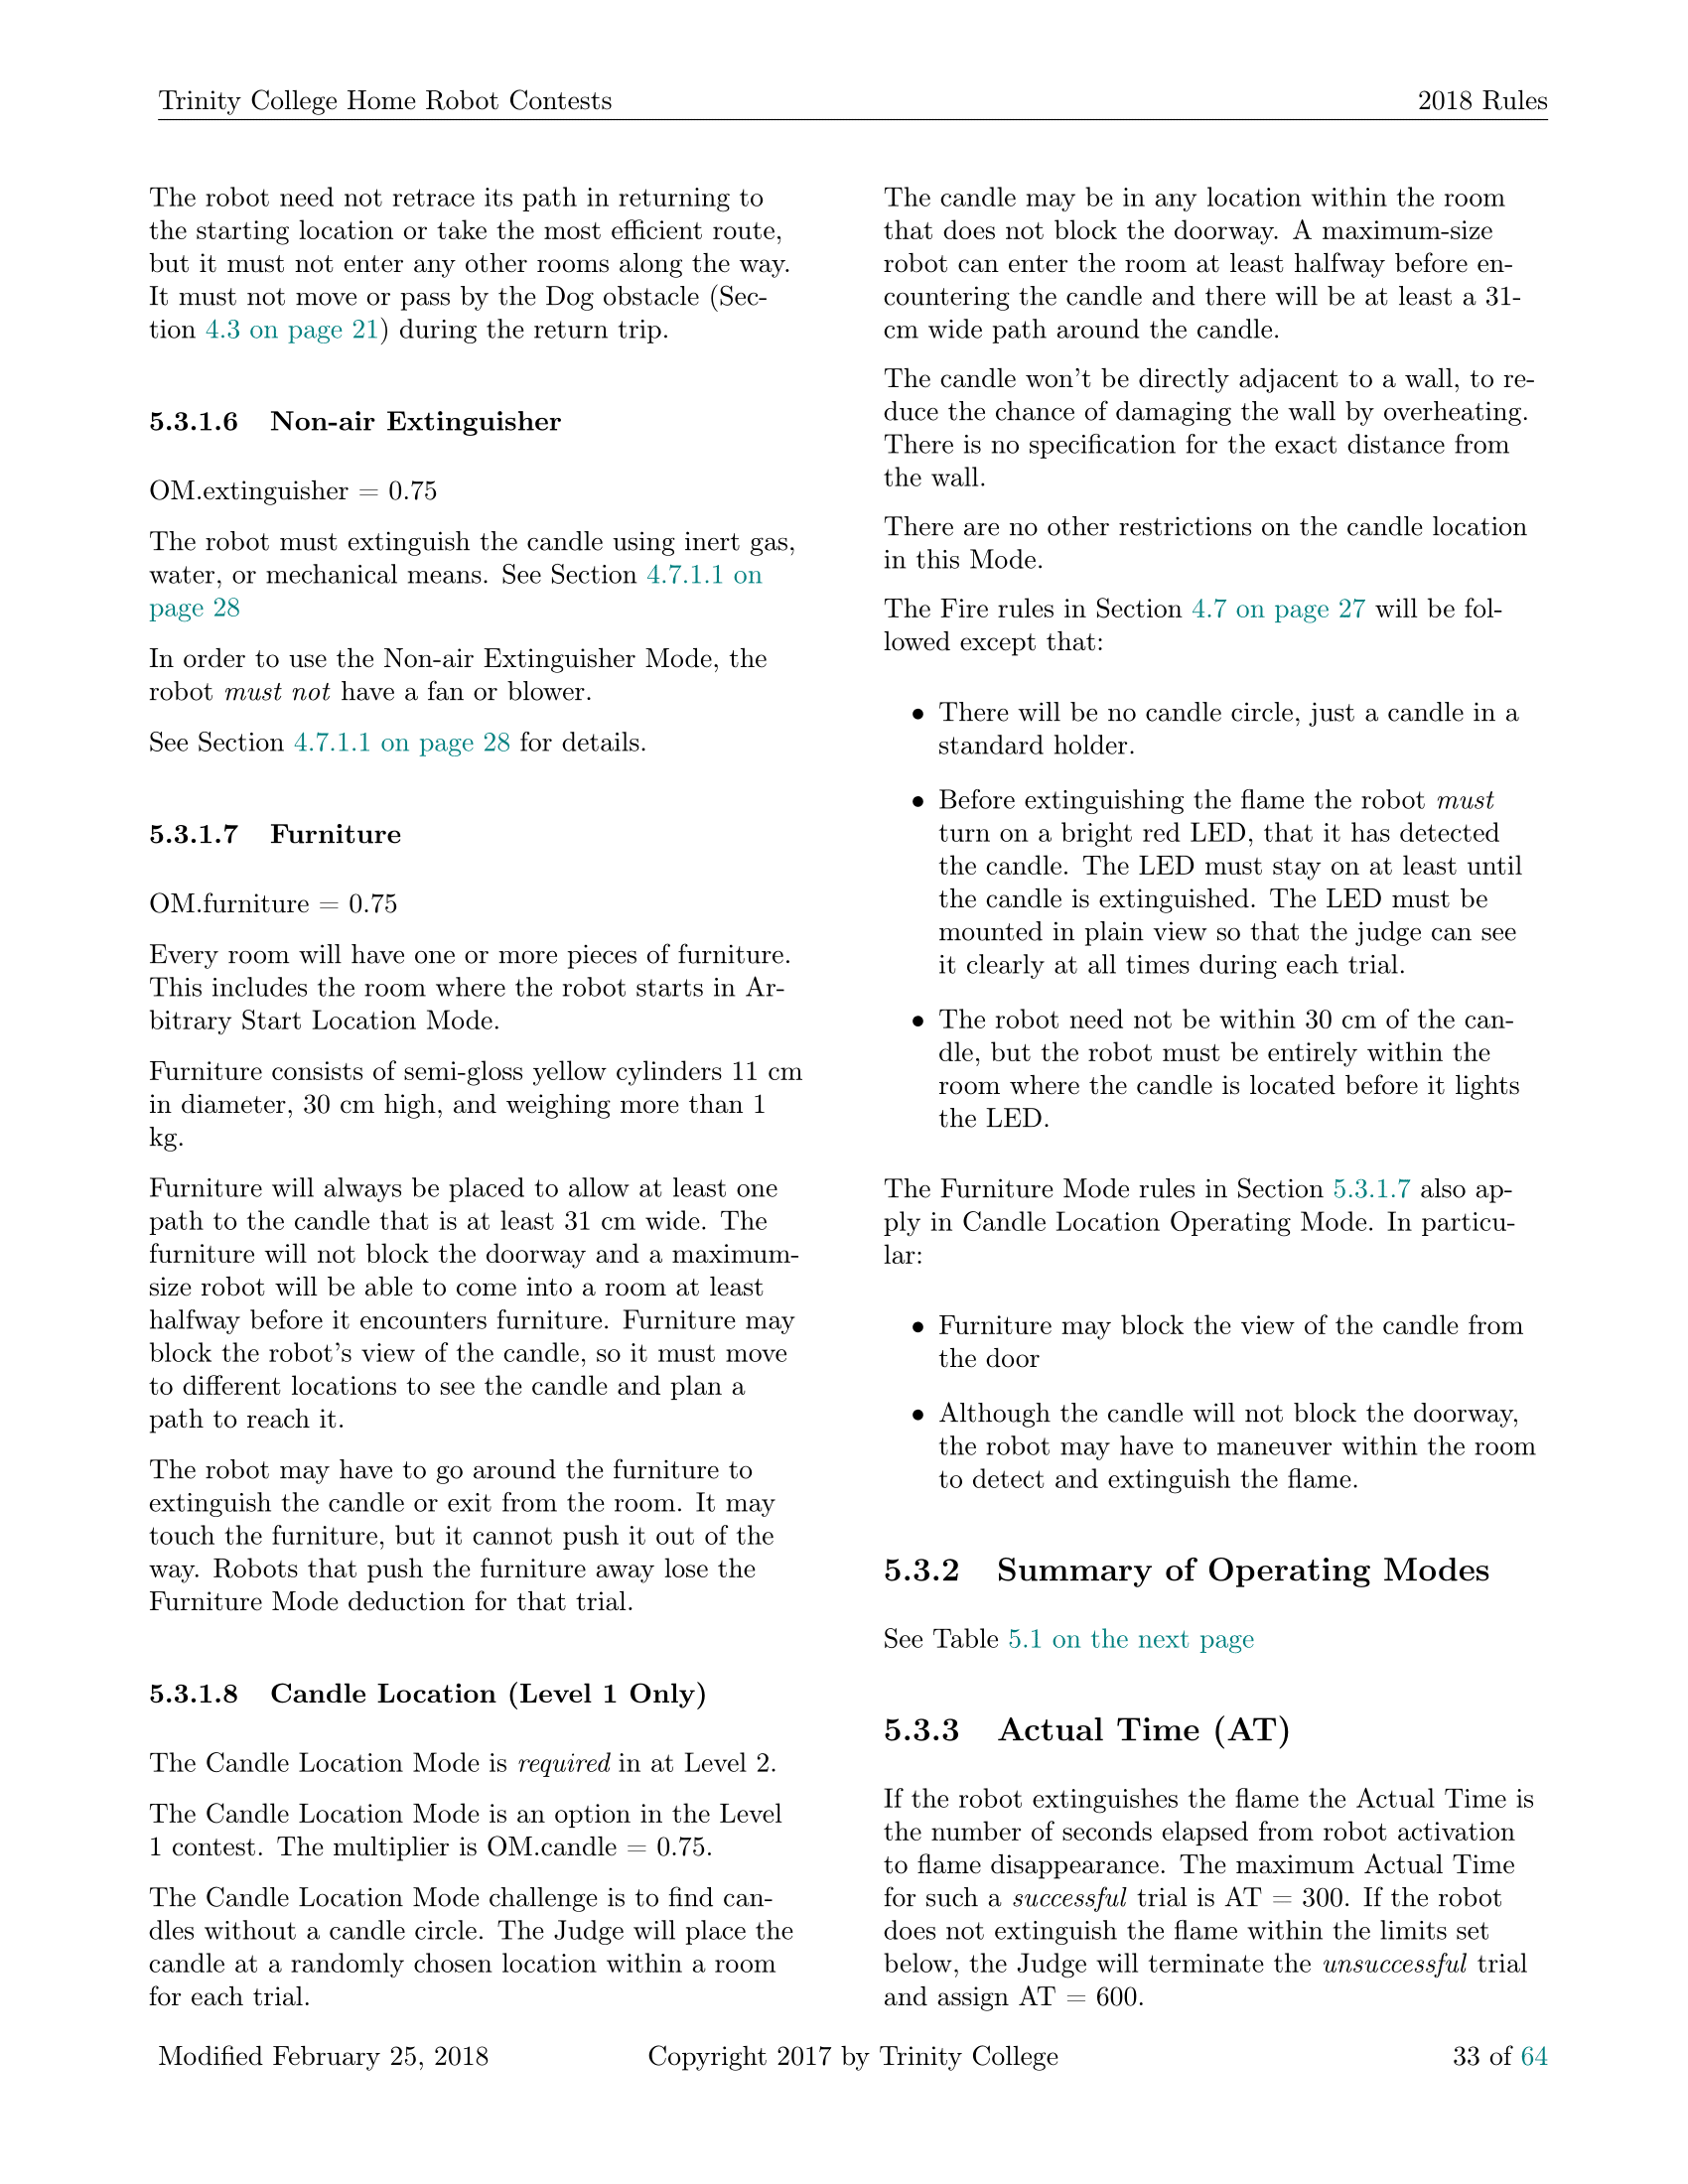 Trinity College Home Robot Contests 2018 Rules
The robot need not retrace its path in returning to
the starting location or take the most efficient route,
but it must not enter any other rooms along the way.
It must not move or pass by the Dog obstacle (Sec-
tion 4.3 on page 21) during the return trip.
5.3.1.6 Non-air Extinguisher
OM.extinguisher = 0.75
The robot must extinguish the candle using inert gas,
water, or mechanical means. See Section 4.7.1.1 on
page 28
In order to use the Non-air Extinguisher Mode, the
robot must not have a fan or blower.
See Section 4.7.1.1 on page 28 for details.
5.3.1.7 Furniture
OM.furniture = 0.75
Every room will have one or more pieces of furniture.
This includes the room where the robot starts in Ar-
bitrary Start Location Mode.
Furniture consists of semi-gloss yellow cylinders 11 cm
in diameter, 30 cm high, and weighing more than 1
kg.
Furniture will always be placed to allow at least one
path to the candle that is at least 31 cm wide. The
furniture will not block the doorway and a maximum-
size robot will be able to come into a room at least
halfway before it encounters furniture. Furniture may
block the robot's view of the candle, so it must move
to different locations to see the candle and plan a
path to reach it.
The robot may have to go around the furniture to
extinguish the candle or exit from the room. It may
touch the furniture, but it cannot push it out of the
way. Robots that push the furniture away lose the
Furniture Mode deduction for that trial.
5.3.1.8 Candle Location (Level 1 Only)
The Candle Location Mode is required in at Level 2.
The Candle Location Mode is an option in the Level
1 contest. The multiplier is OM.candle = 0.75.
The Candle Location Mode challenge is to find can-
dles without a candle circle. The Judge will place the
candle at a randomly chosen location within a room
for each trial.
The candle may be in any location within the room
that does not block the doorway. A maximum-size
robot can enter the room at least halfway before en-
countering the candle and there will be at least a 31-
cm wide path around the candle.
The candle won't be directly adjacent to a wall, to re-
duce the chance of damaging the wall by overheating.
There is no specification for the exact distance from
the wall.
There are no other restrictions on the candle location
in this Mode.
The Fire rules in Section 4.7 on page 27 will be fol-
lowed except that:
• There will be no candle circle, just a candle in a
standard holder.
• Before extinguishing the flame the robot must
turn on a bright red LED, that it has detected
the candle. The LED must stay on at least until
the candle is extinguished. The LED must be
mounted in plain view so that the judge can see
it clearly at all times during each trial.
• The robot need not be within 30 cm of the can-
dle, but the robot must be entirely within the
room where the candle is located before it lights
the LED.
The Furniture Mode rules in Section 5.3.1.7 also ap-
ply in Candle Location Operating Mode. In particu-
lar:
• Furniture may block the view of the candle from
the door
• Although the candle will not block the doorway,
the robot may have to maneuver within the room
to detect and extinguish the flame.
5.3.2 Summary of Operating Modes
See Table 5.1 on the next page
5.3.3 Actual Time (AT)
If the robot extinguishes the flame the Actual Time is
the number of seconds elapsed from robot activation
to flame disappearance. The maximum Actual Time
for such a successful trial is AT = 300. If the robot
does not extinguish the flame within the limits set
below, the Judge will terminate the unsuccessful trial
and assign AT = 600.
Modified February 25, 2018 Copyright 2017 by Trinity College 33 of 64